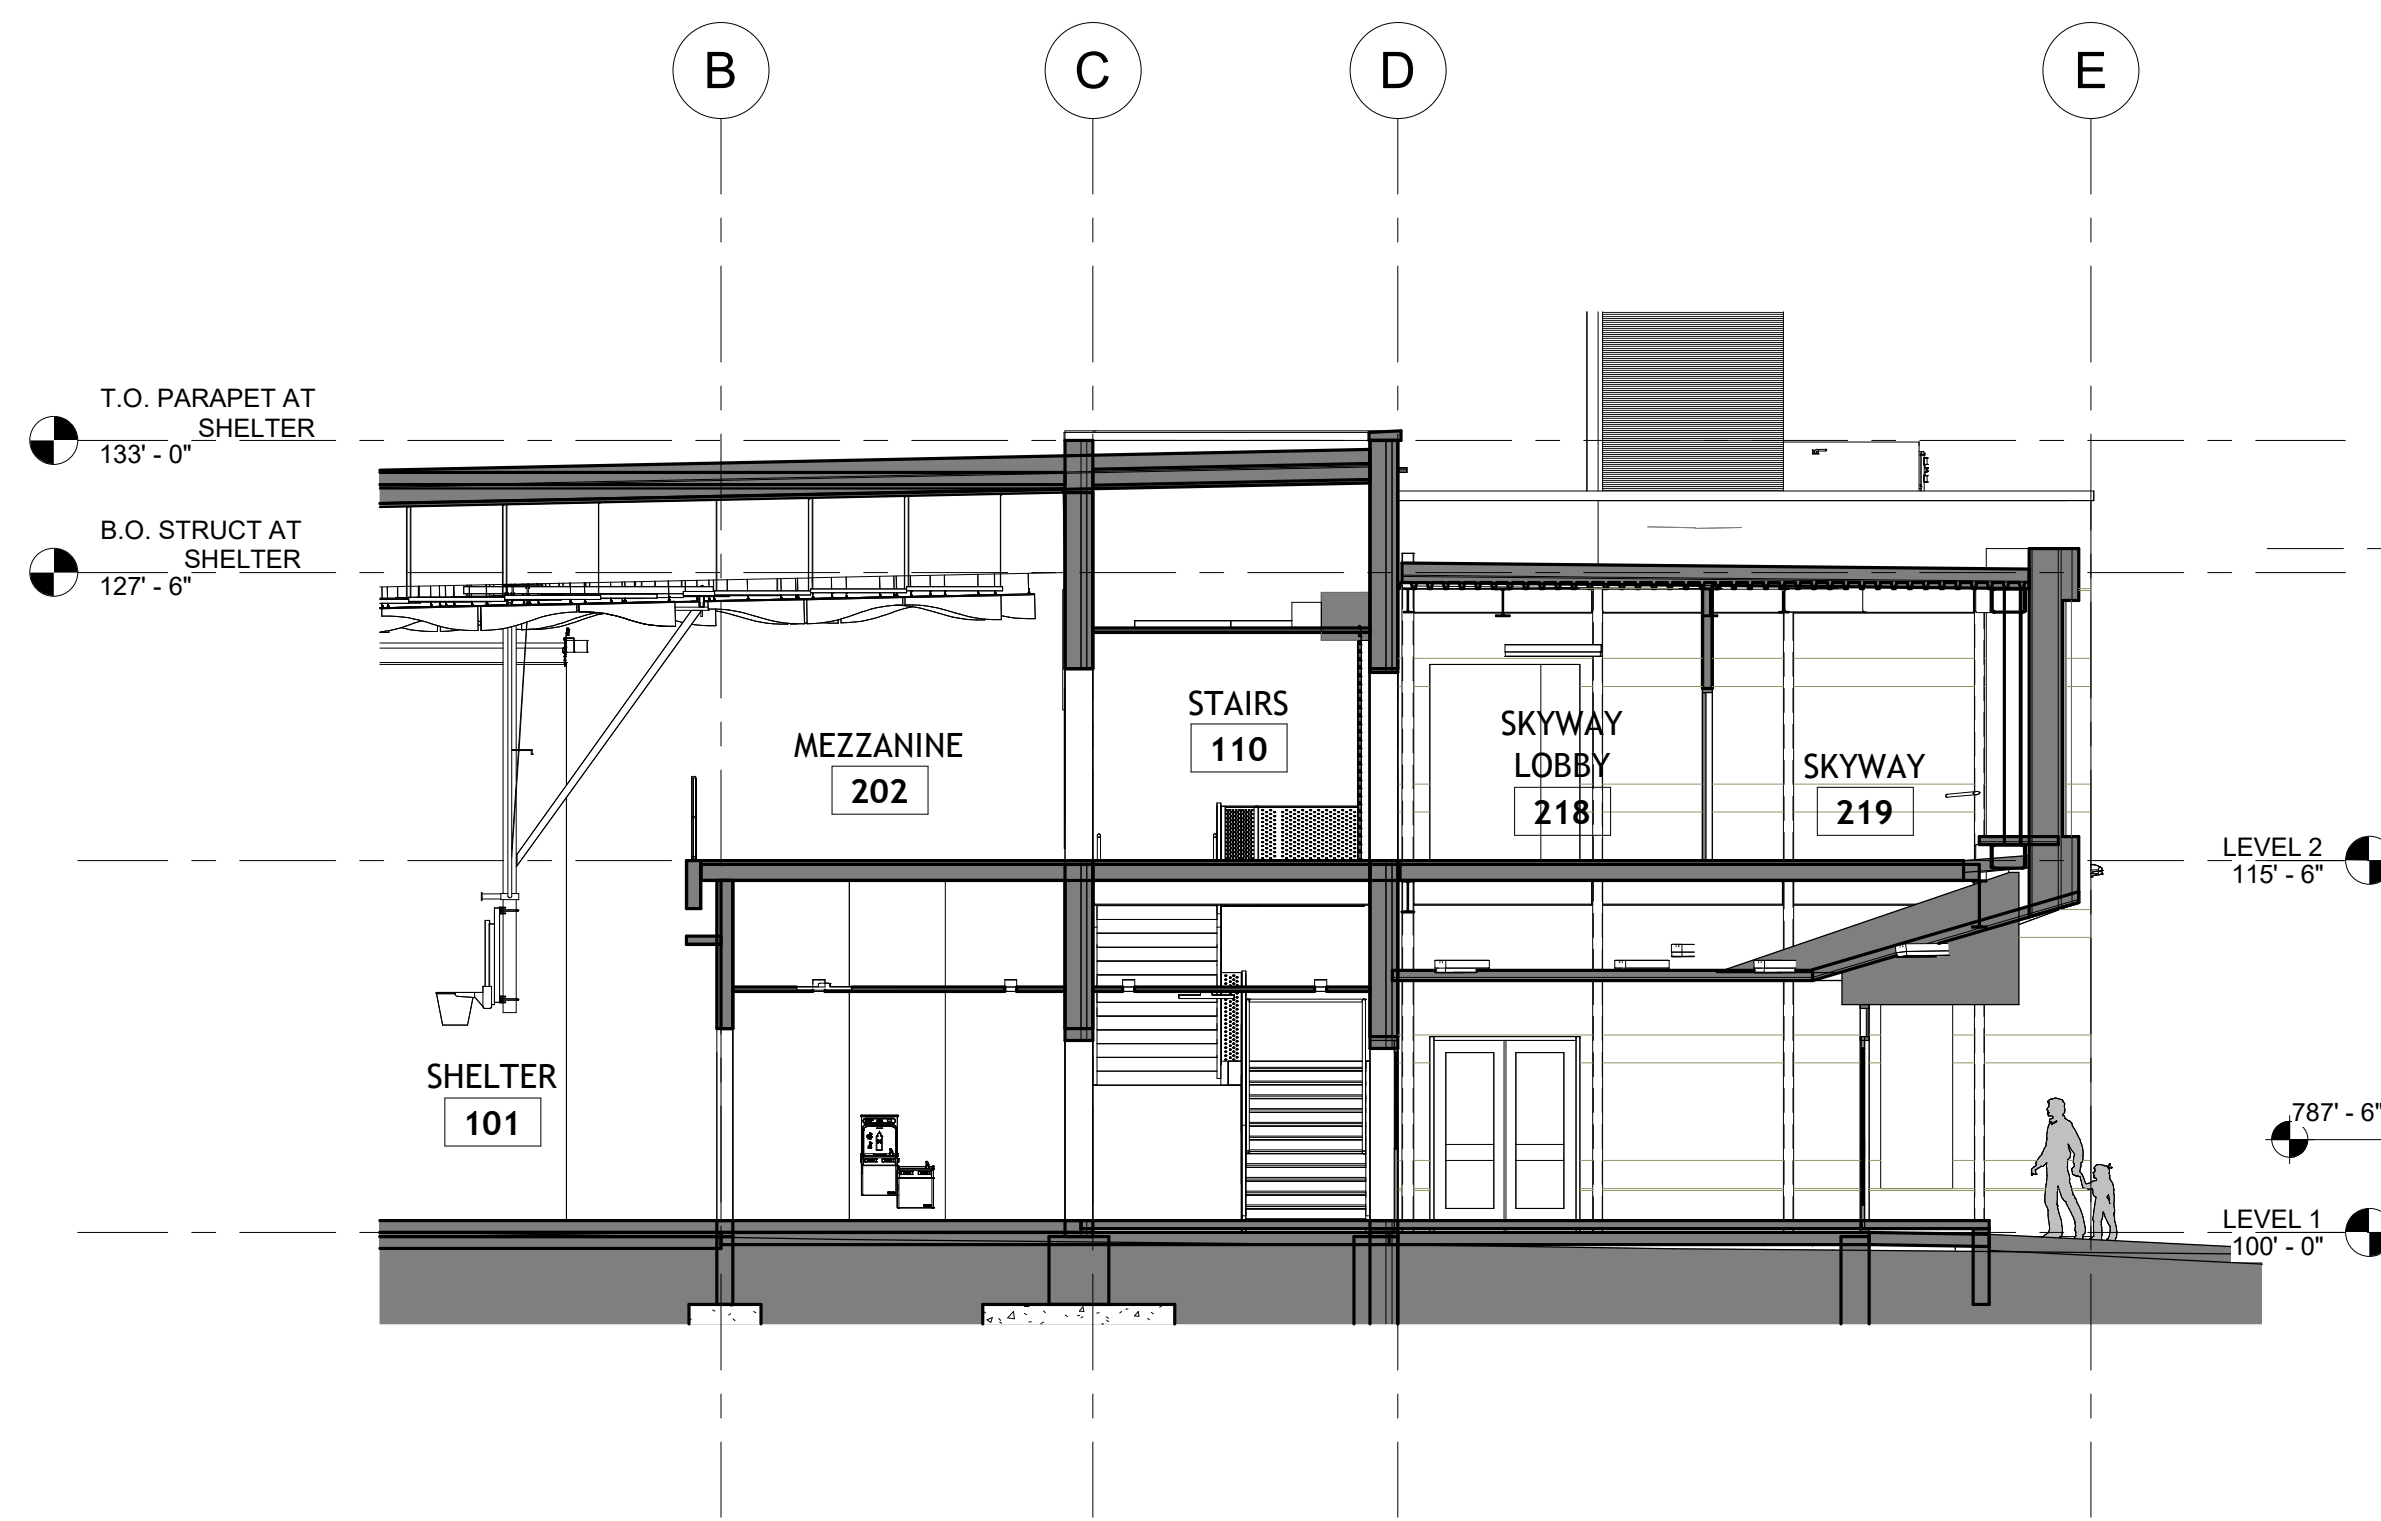 B
C
D
E
T.O. PARAPET AT
SHELTER
133' - 0"
B.O. STRUCT AT
SHELTER
127' - 6"
STAIRS
110
MEZZANINE
202
SKYWAY
LOBBY
218
SKYWAY
219
LEVEL 2
115' - 6"
SHELTER
101
787' - 6"
LEVEL 1
100' - 0"